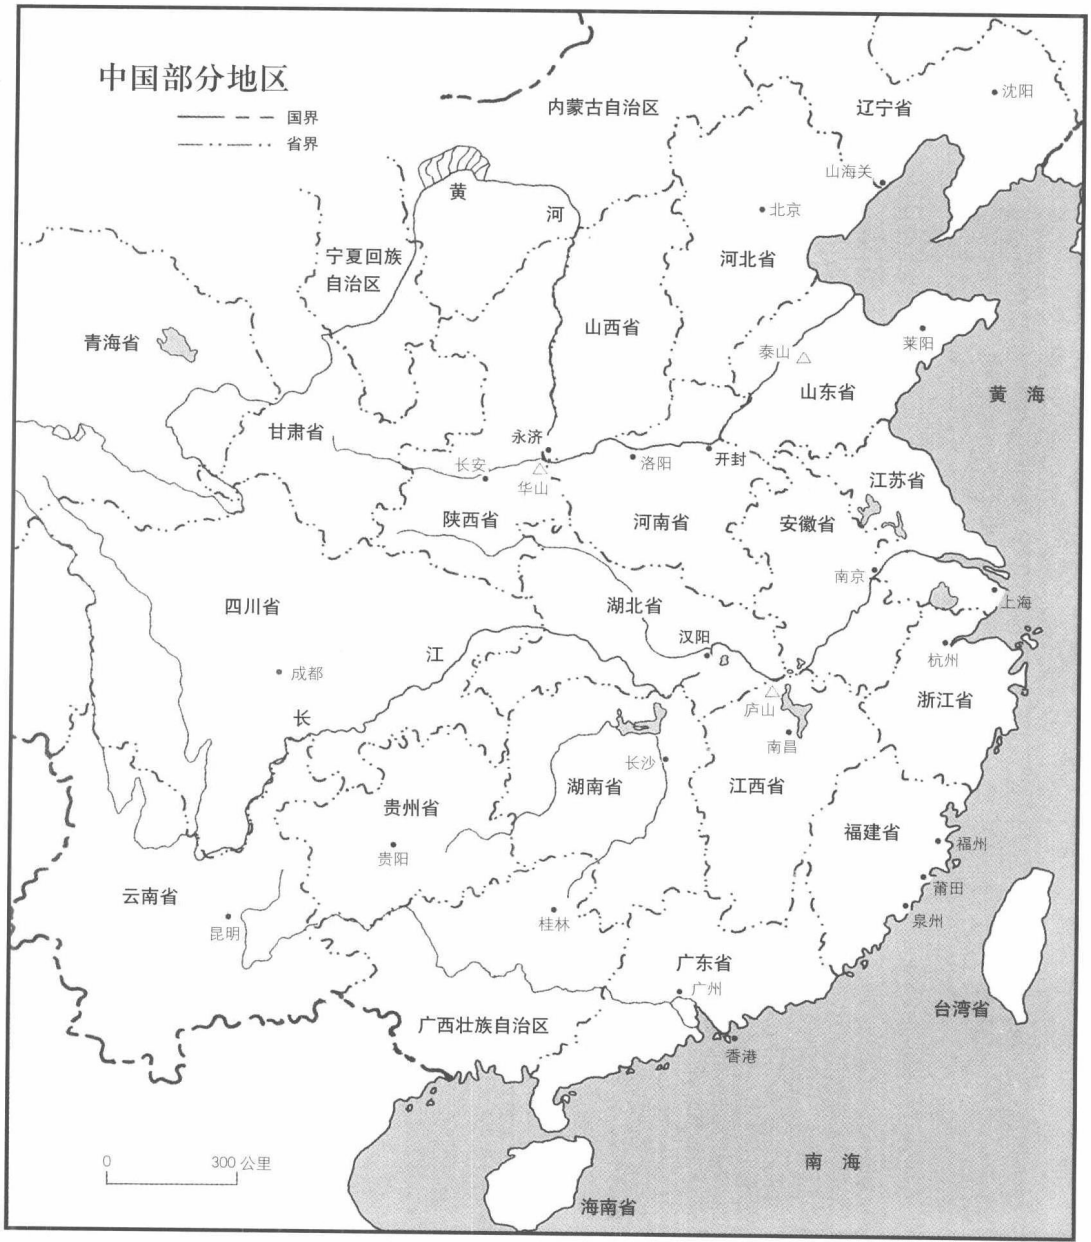 中国部分地区
国界
省界
内蒙古自治区
辽宁省
沈阳
山海关
北京
黄
河
宁夏回族
自治区
河北省
山西省
青海省
泰山
莱阳
山东省
黄 海
甘肃省
永济
长安
华山
洛阳
开封
江苏省
陕西省
河南省
安徽省
南京
上海
四川省
湖北省
汉阳
江
成都
杭州
浙江省
庐山
长
南昌
长沙
湖南省
江西省
贵州省
贵阳
福建省
福州
莆田
泉州
云南省
昆明
桂林
广东省
广州
台湾省
广西壮族自治区
香港
0 300 公里
南 海
海南省